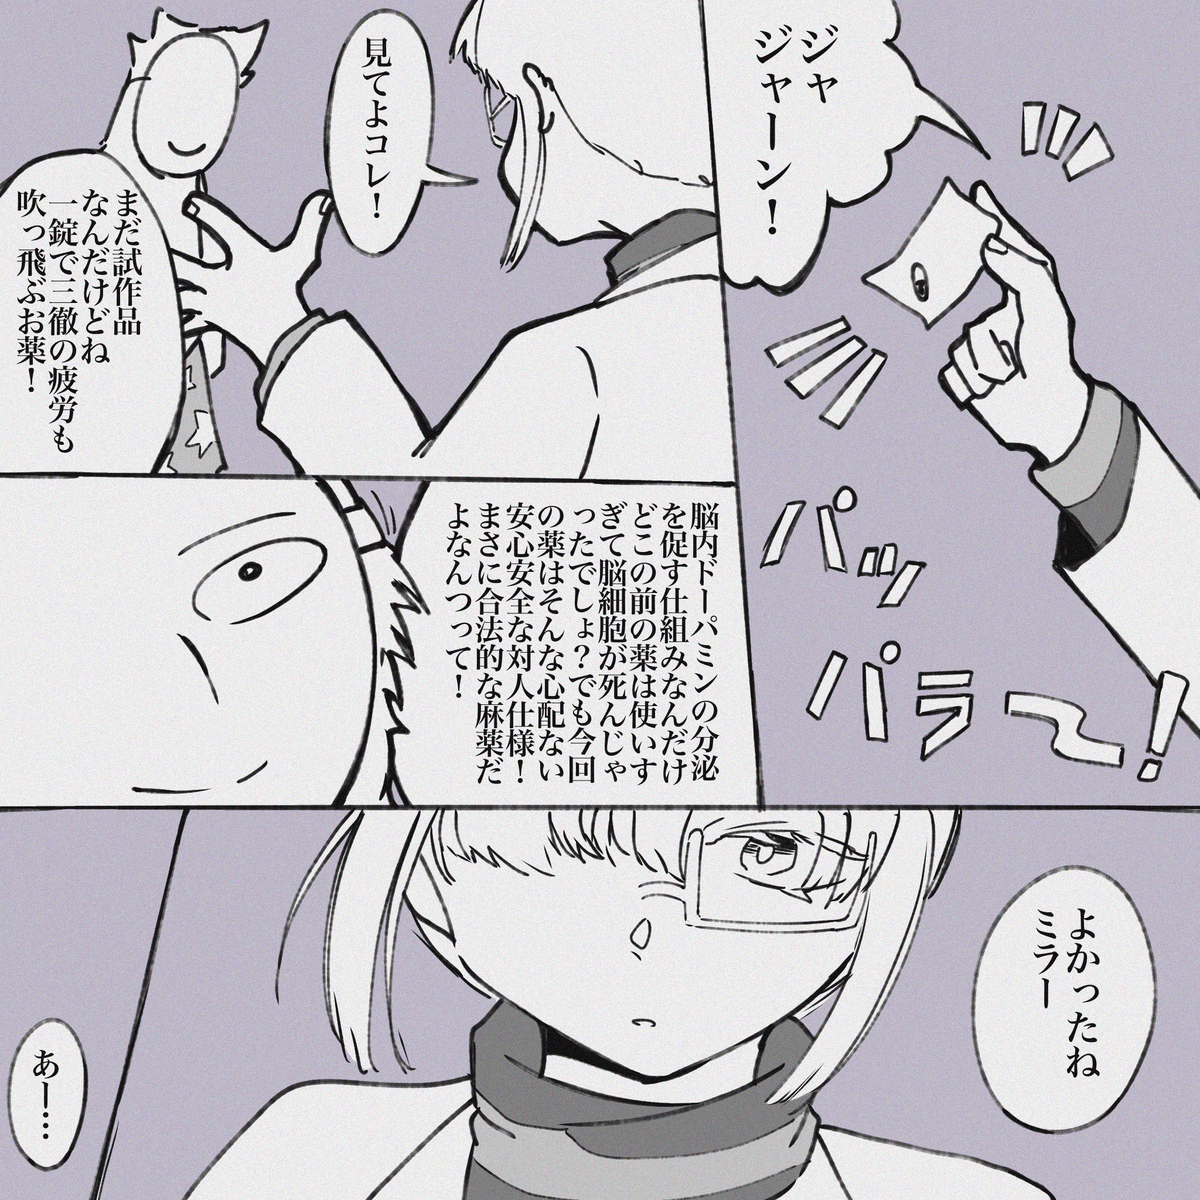 ジャ
ジャーン!
パッ
パラ〜!
見てよコレ!
まだ試作品
なんだけどね
一錠で三徹の疲労も
吹っ飛ぶお薬!
脳内ドーパミンの分泌
を促す仕組みなんだけ
どこの前の薬は使いす
ぎて脳細胞が死んじゃ
ったでしょ?でも今回
の薬はそんな心配ない
安心安全な対人仕様!
まさに合法的な麻薬だ
よなんつって!
よかったね
ミラー
あー…